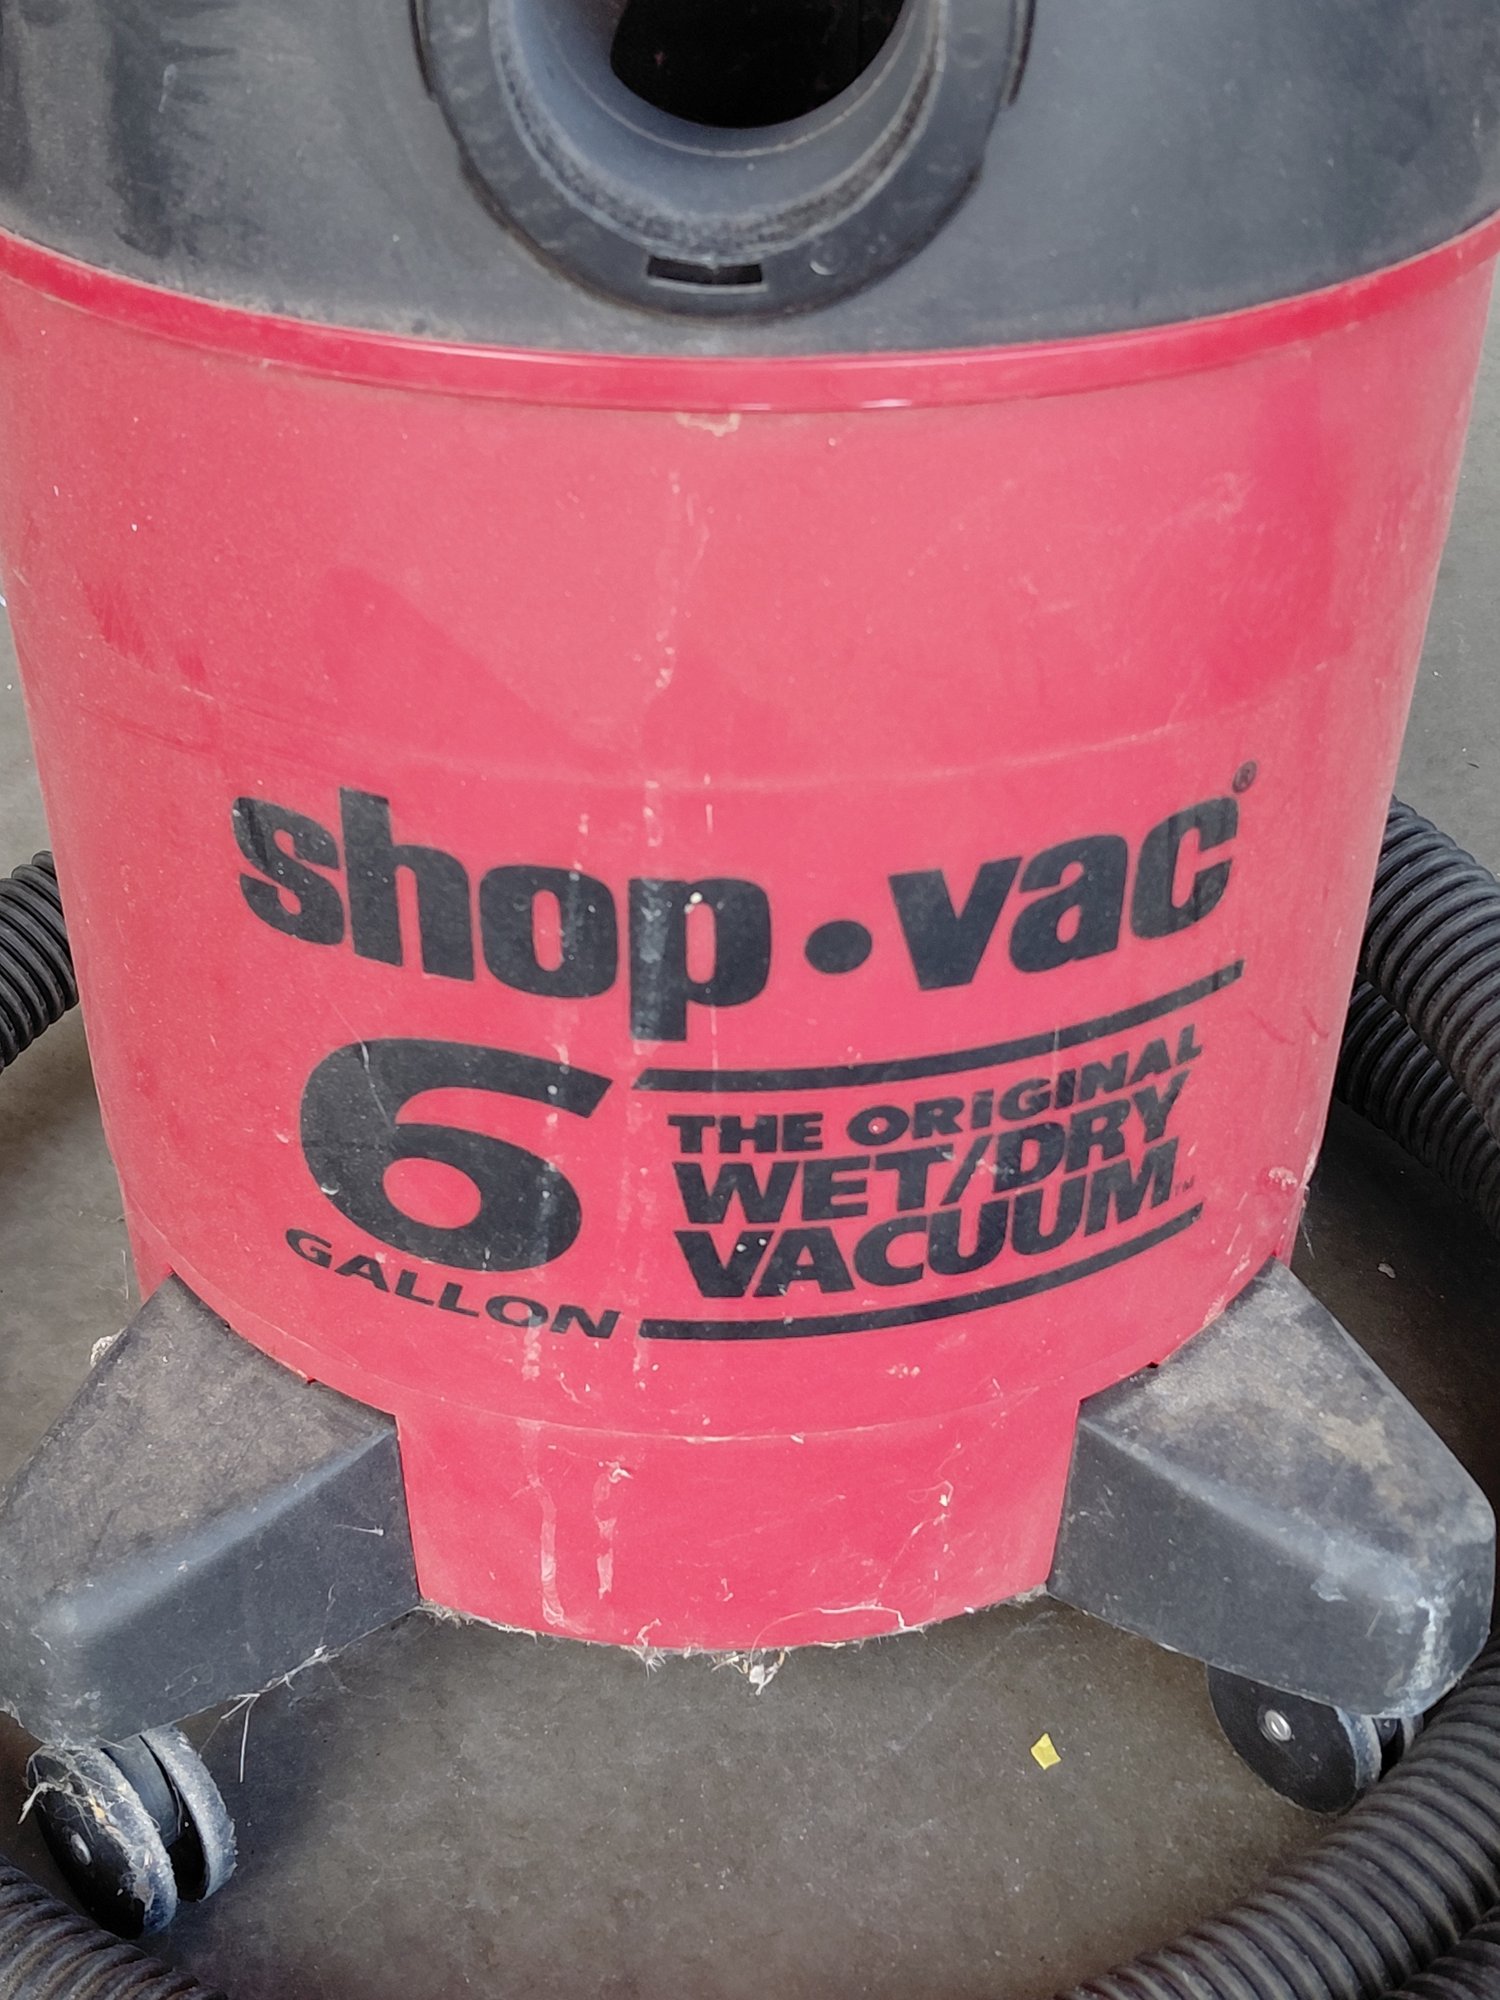 shop•vac®
6
GALLON
THE ORIGINAL
WET/DRY
VACUUM™